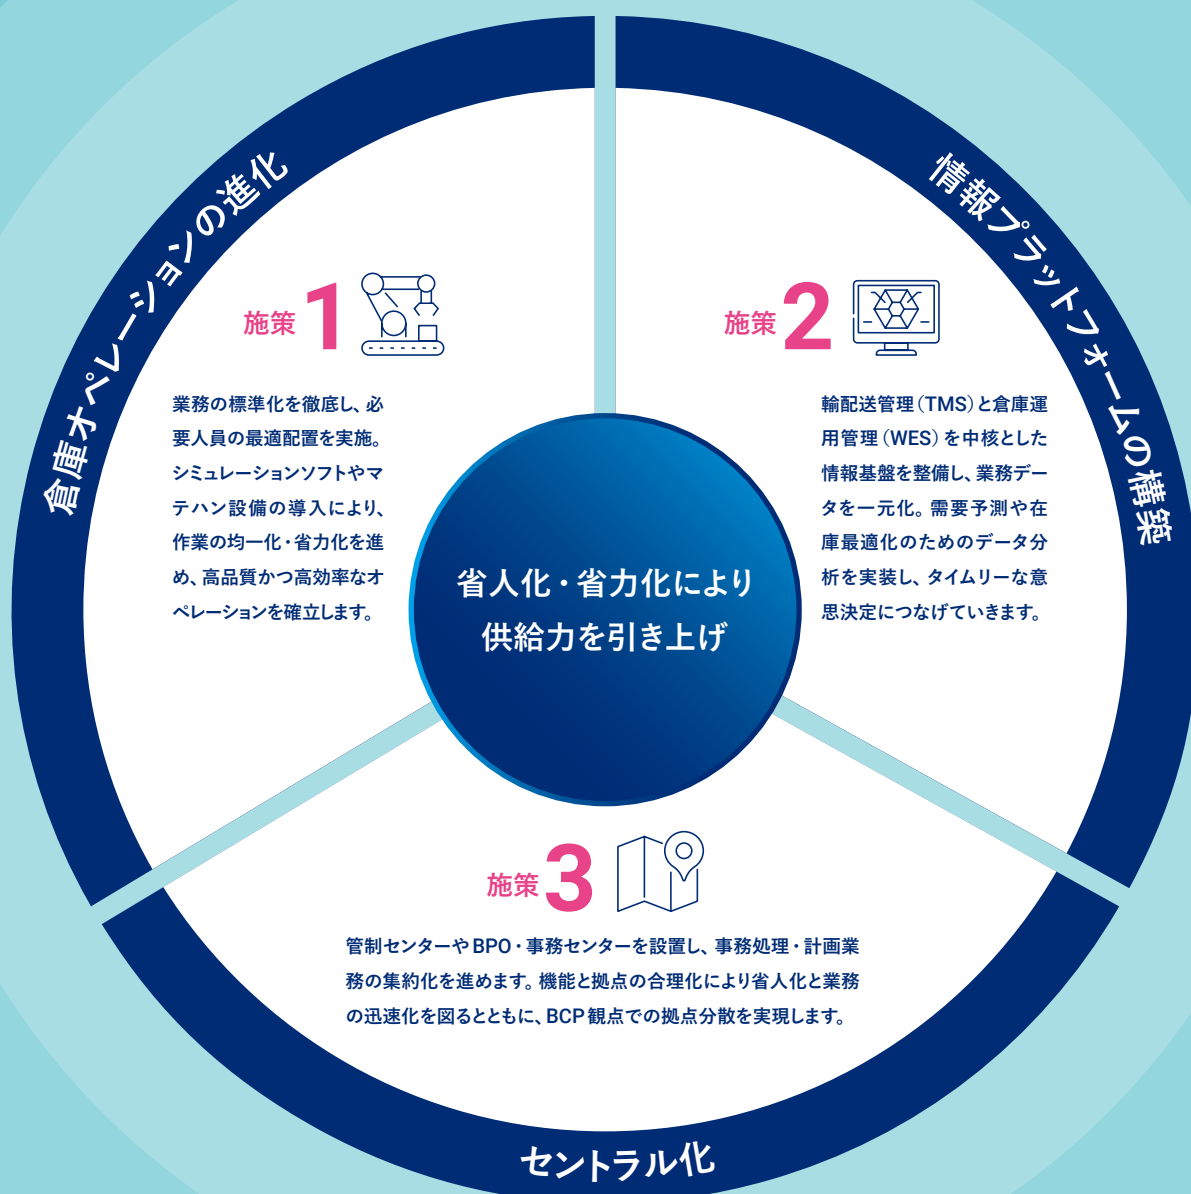 倉庫オペレーションの進化
施策1
業務の標準化を徹底し、必
要人員の最適配置を実施。
シミュレーションソフトやマ
テハン設備の導入により、
作業の均一化・省力化を進
め、高品質かつ高効率なオ
ペレーションを確立します。
情報プラットフォームの構築
施策2
輸配送管理（TMS）と倉庫運
用管理（WES）を中核とした
情報基盤を整備し、業務デー
タを一元化。需要予測や在
庫最適化のためのデータ分
析を実装し、タイムリーな意
思決定につなげていきます。
省人化・省力化により
供給力を引き上げ
施策3
管制センターやBPO・事務センターを設置し、事務処理・計画業
務の集約化を進めます。機能と拠点の合理化により省人化と業務
の迅速化を図るとともに、BCP観点での拠点分散を実現します。
セントラル化